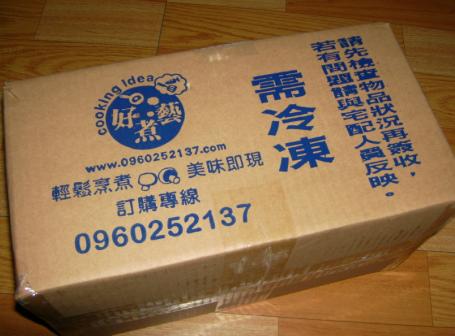 cooking idea
好煮藝
www.0960252137.com
輕鬆烹煮 美味即現
訂購專線
0960252137
需冷凍
請先檢查物品狀況再簽收，
若有問題請與宅配人員反映。